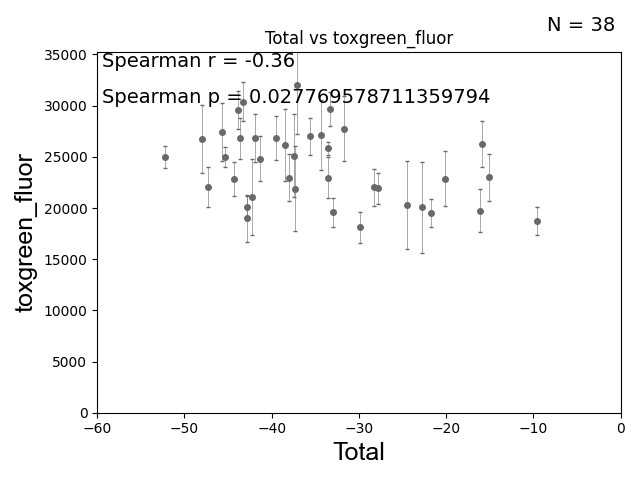 N = 38
Total vs toxgreen_fluor
Spearman r = -0.36
Spearman p = 0.027769578711359794
toxgreen_fluor
35000
30000
25000
20000
15000
10000
5000
0
−60 −50 −40 −30 −20 −10 0
Total